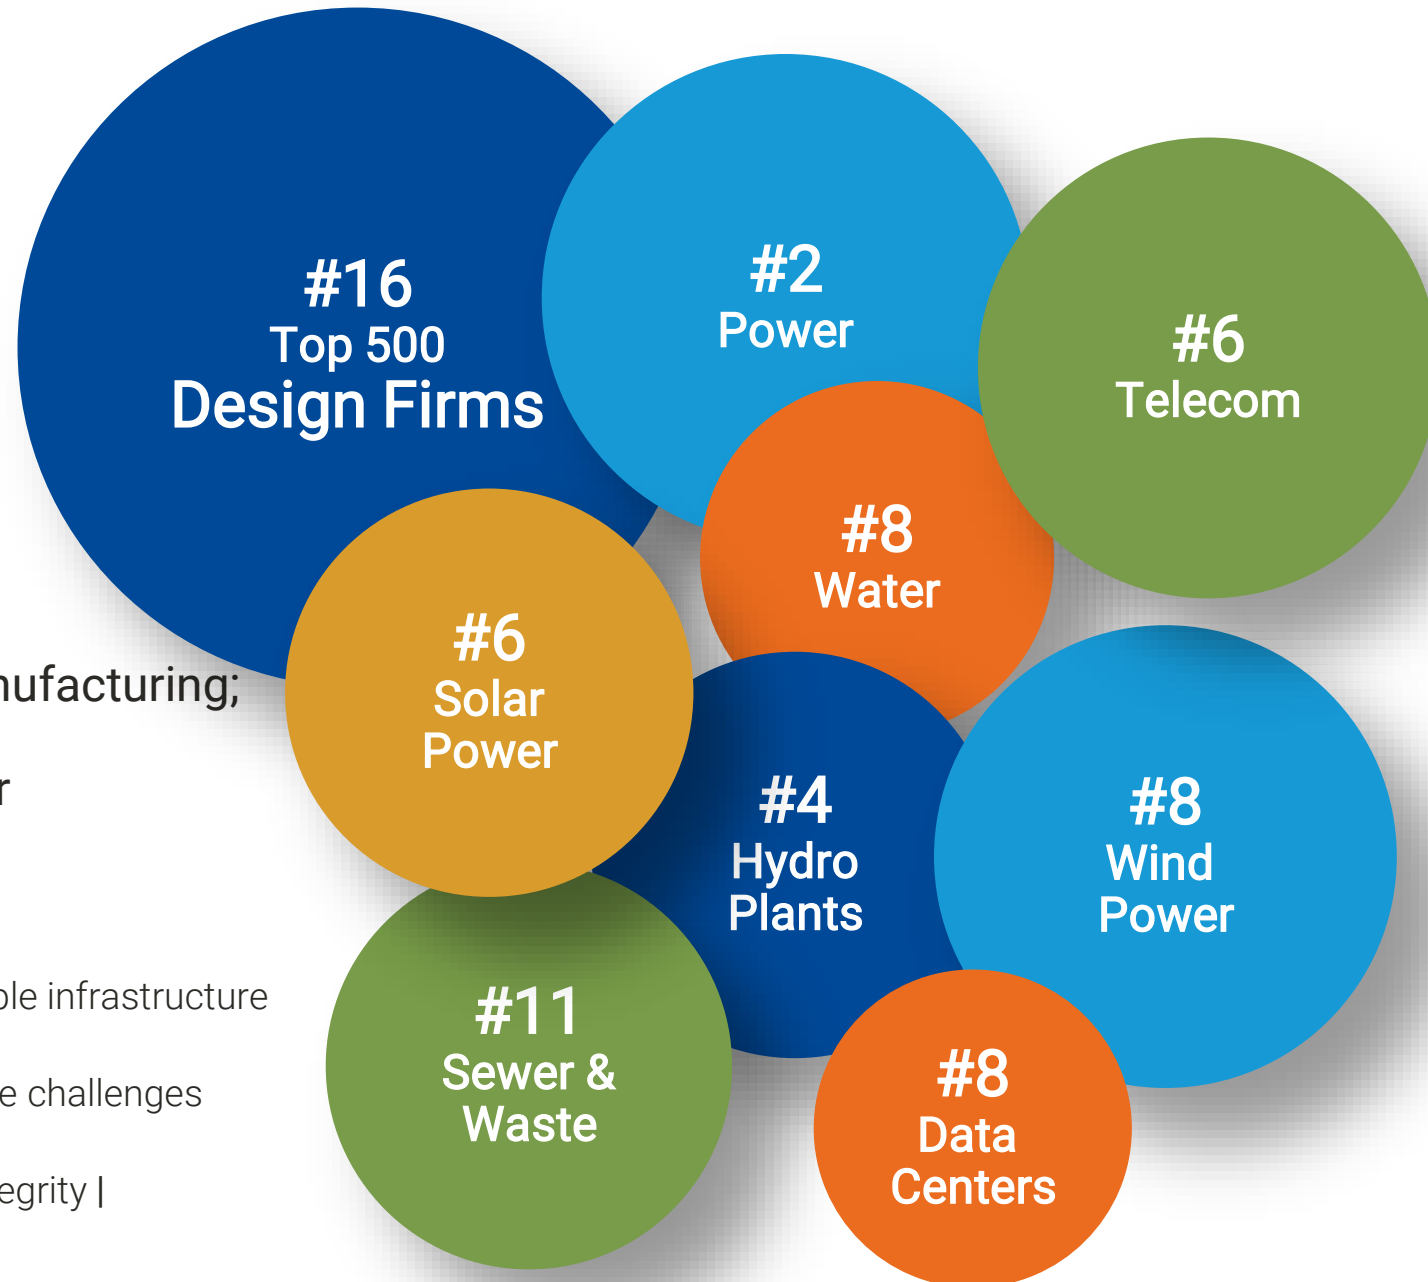 #16
Top 500
Design Firms
#2
Power
#6
Telecom
#8
Water
#6
Solar
Power
#4
Hydro
Plants
#8
Wind
Power
#11
Sewer &
Waste
#8
Data
Centers
nufacturing;
r
ble infrastructure
e challenges
egrity |